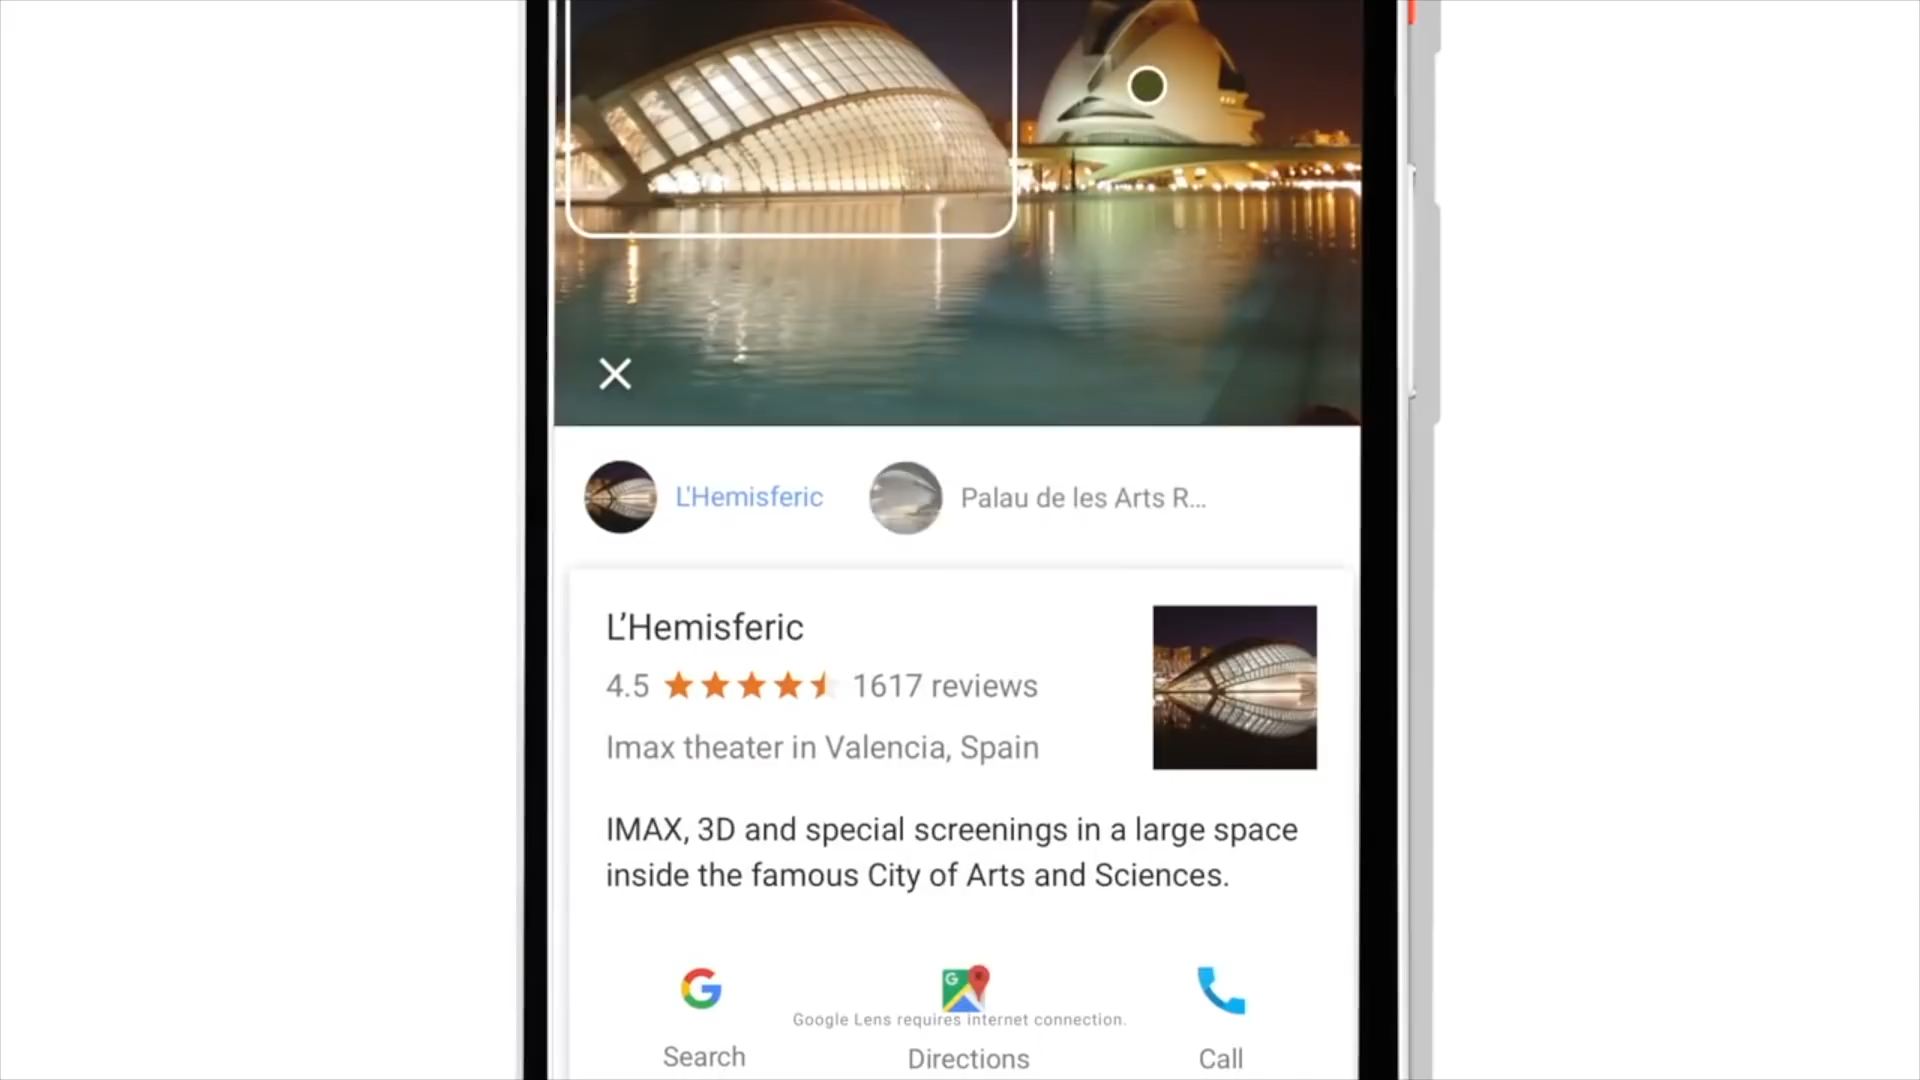 L'Hemisferic
Palau de les Arts R...
L’Hemisferic
4.5 1617 reviews
Imax theater in Valencia, Spain
IMAX, 3D and special screenings in a large space
inside the famous City of Arts and Sciences.
G
G
Google Lens requires internet connection.
Search
Directions
Call